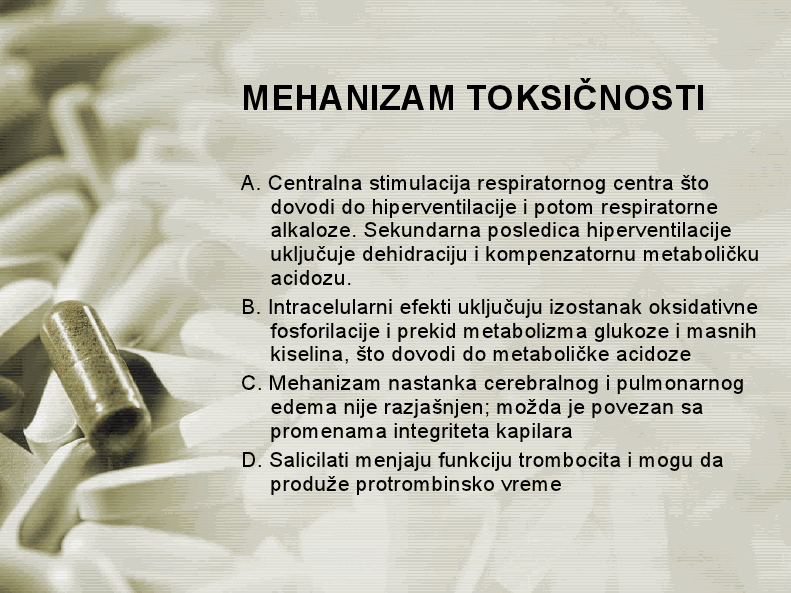 MEHANIZAM TOKSIČNOSTI
A. Centralna stimulacija respiratornog centra što
dovodi do hiperventilacije i potom respiratorne
alkaloze. Sekundarna posledica hiperventilacije
uključuje dehidraciju i kompenzatornu metaboličku
acidozu.
B. Intracelularni efekti uključuju izostanak oksidativne
fosforilacije i prekid metabolizma glukoze i masnih
kiselina, što dovodi do metaboličke acidoze
C. Mehanizam nastanka cerebralnog i pulmonarnog
edema nije razjašnjen; možda je povezan sa
promenama integriteta kapilara
D. Salicilati menjaju funkciju trombocita i mogu da
produže protrombinsko vreme